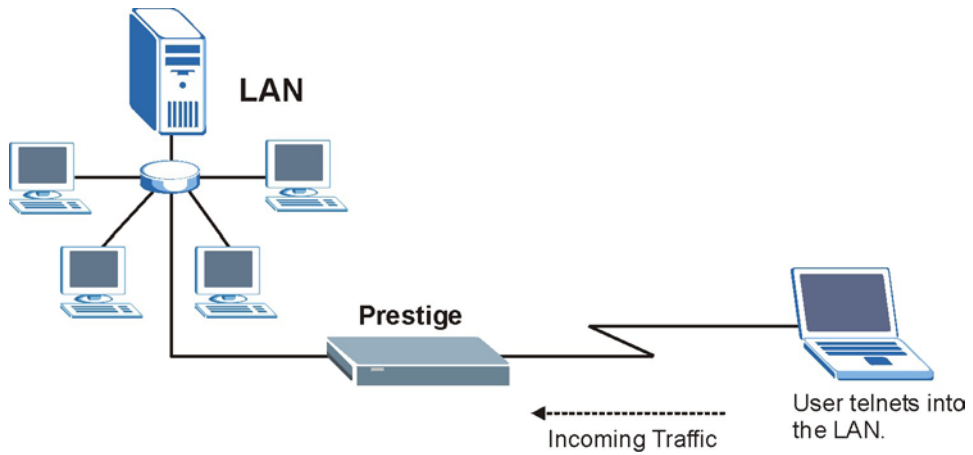 LAN
Prestige
Incoming Traffic
User telnets into
the LAN.